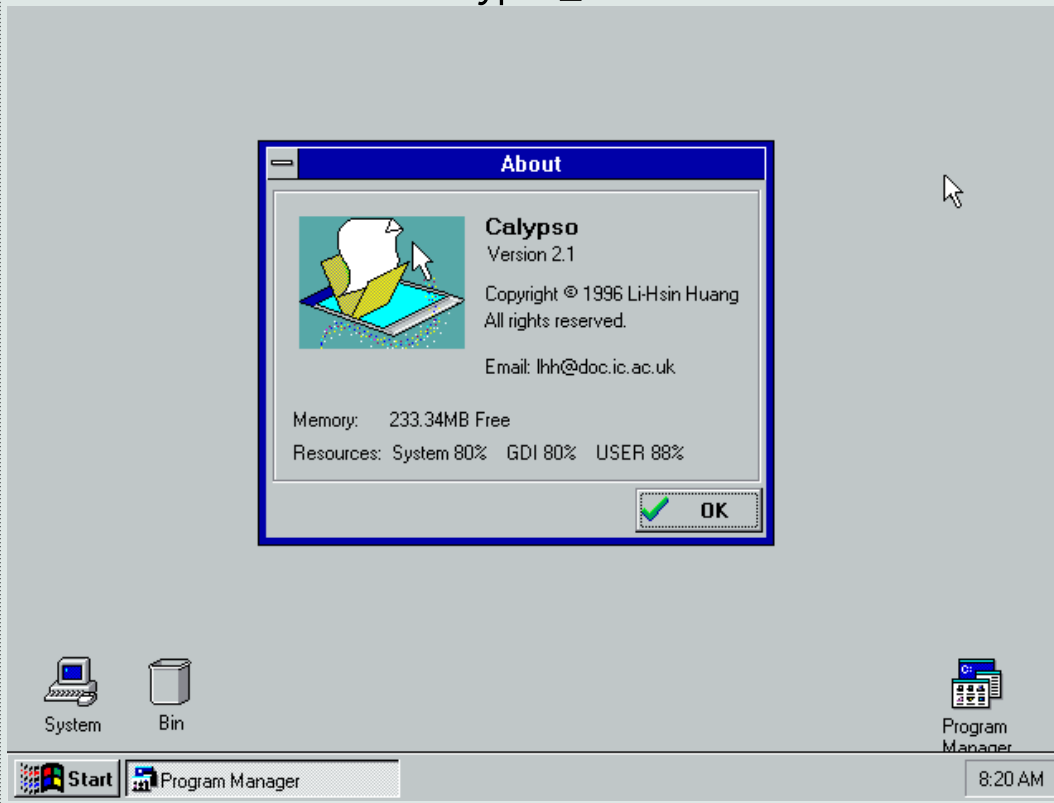 About
Calypso
Version 2.1
Copyright © 1996 Li-Hsin Huang
All rights reserved.
Email: lhh@doc.ic.ac.uk
Memory: 233.34MB Free
Resources: System 80% GDI 80% USER 88%
OK
System
Bin
Program
Manager
Start
Program Manager
8:20 AM